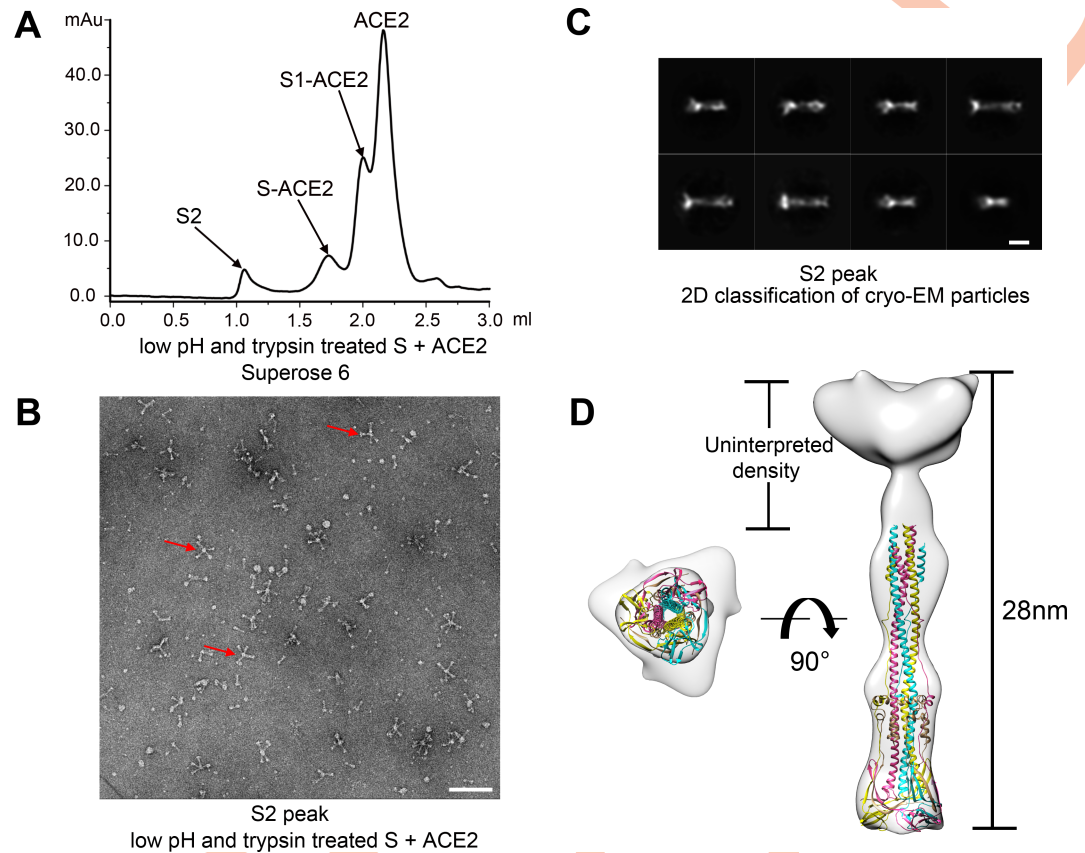 A
mAu
40.0
30.0
20.0
10.0
0.0
ACE2
S1-ACE2
S-ACE2
S2
0.0 0.5 1.0 1.5 2.0 2.5 3.0 ml
low pH and trypsin treated S + ACE2
Superose 6
B
S2 peak
low pH and trypsin treated S + ACE2
C
S2 peak
2D classification of cryo-EM particles
D
Uninterpreted
density
90°
28nm